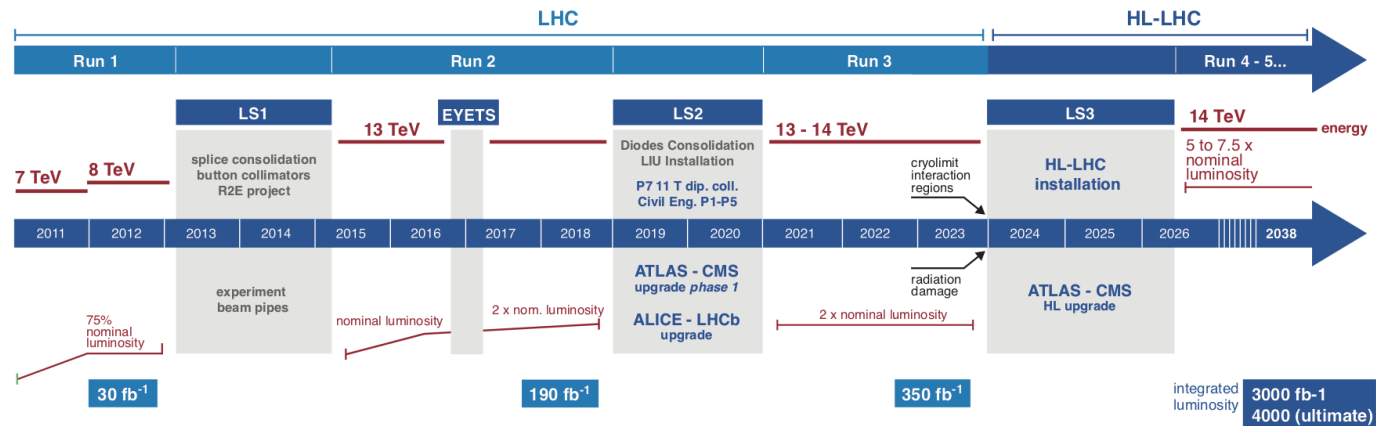 LHC
HL-LHC
Run 1
Run 2
Run 3
Run 4 - 5...
LS1
EYETS
LS2
LS3
14 TeV
energy
13 TeV
13 - 14 TeV
7 TeV
8 TeV
splice consolidation
button collimators
R2E project
Diodes Consolidation
LIU Installation
P7 11 T dip. coll.
Civil Eng. P1-P5
cryolimit
interaction
regions
HL-LHC
installation
5 to 7.5 x
nominal
luminosity
2011
2012
2013
2014
2015
2016
2017
2018
2019
2020
2021
2022
2023
2024
2025
2026
2038
75%
nominal
luminosity
experiment
beam pipes
nominal luminosity
2 x nom. luminosity
ATLAS - CMS
upgrade phase 1
ALICE - LHCb
upgrade
2 x nominal luminosity
radiation
damage
ATLAS - CMS
HL upgrade
30 fb⁻¹
190 fb⁻¹
350 fb⁻¹
integrated
luminosity
3000 fb-1
4000 (ultimate)